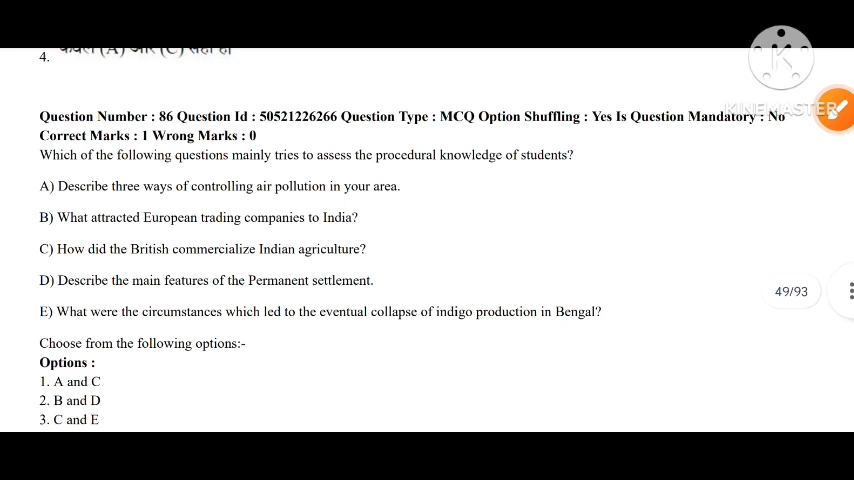 4. केवल (A) और (C) सही हैं
KINEMASTER
Question Number : 86 Question Id : 50521226266 Question Type : MCQ Option Shuffling : Yes Is Question Mandatory : No
Correct Marks : 1 Wrong Marks : 0
Which of the following questions mainly tries to assess the procedural knowledge of students?
A) Describe three ways of controlling air pollution in your area.
B) What attracted European trading companies to India?
C) How did the British commercialize Indian agriculture?
D) Describe the main features of the Permanent settlement.
49/93
E) What were the circumstances which led to the eventual collapse of indigo production in Bengal?
Choose from the following options:-
Options :
1. A and C
2. B and D
3. C and E